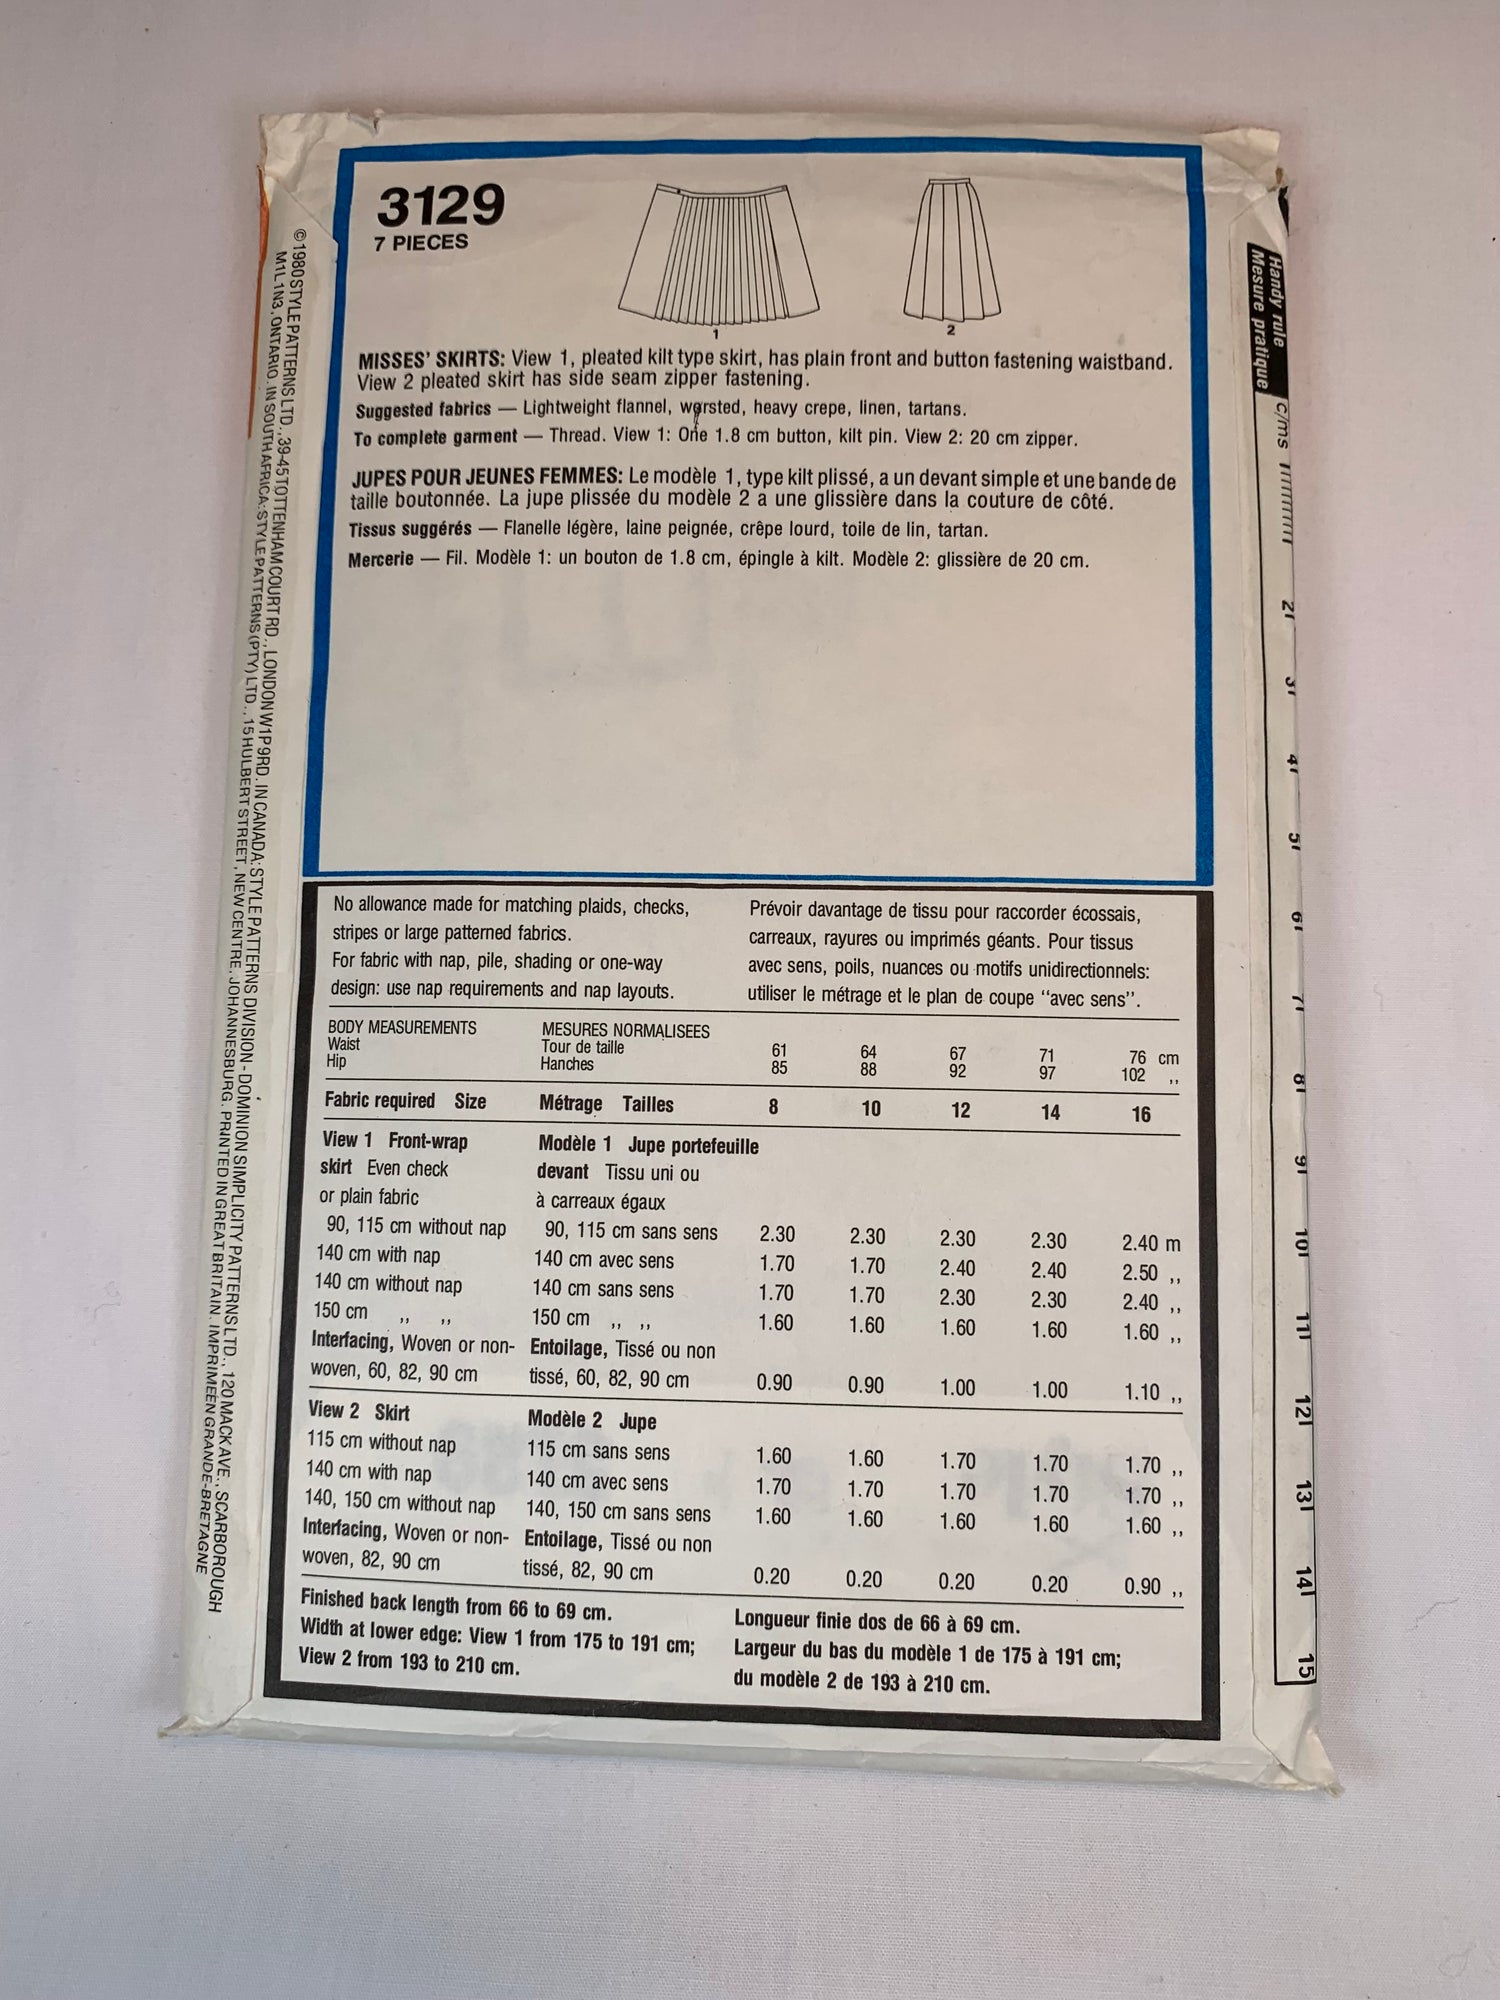 3129
7 PIECES
1
2
MISSES' SKIRTS: View 1, pleated kilt type skirt, has plain front and button fastening waistband.
View 2 pleated skirt has side seam zipper fastening.
Suggested fabrics — Lightweight flannel, worsted, heavy crepe, linen, tartans.
To complete garment — Thread. View 1: One 1.8 cm button, kilt pin. View 2: 20 cm zipper.
JUPES POUR JEUNES FEMMES: Le modèle 1, type kilt plissé, a un devant simple et une bande de
taille boutonnée. La jupe plissée du modèle 2 a une glissière dans la couture de côté.
Tissus suggérés — Flanelle légère, laine peignée, crêpe lourd, toile de lin, tartan.
Mercerie — Fil. Modèle 1: un bouton de 1.8 cm, épingle à kilt. Modèle 2: glissière de 20 cm.
No allowance made for matching plaids, checks,
stripes or large patterned fabrics.
For fabric with nap, pile, shading or one-way
design: use nap requirements and nap layouts.
Prévoir davantage de tissu pour raccorder écossais,
carreaux, rayures ou imprimés géants. Pour tissus
avec sens, poils, nuances ou motifs unidirectionnels:
utiliser le métrage et le plan de coupe "avec sens".
BODY MEASUREMENTS MESURES NORMALISEES
Waist Tour de taille 61 64 67 71 76 cm
Hip Hanches 85 88 92 97 102 ,,
Fabric required Size Métrage Tailles 8 10 12 14 16
View 1 Front-wrap Modèle 1 Jupe portefeuille
skirt Even check devant Tissu uni ou
or plain fabric à carreaux égaux
90, 115 cm without nap 90, 115 cm sans sens 2.30 2.30 2.30 2.30 2.40 m
140 cm with nap 140 cm avec sens 1.70 1.70 2.40 2.40 2.50 ,,
140 cm without nap 140 cm sans sens 1.70 1.70 2.30 2.30 2.40 ,,
150 cm ,, ,, 150 cm ,, ,, 1.60 1.60 1.60 1.60 1.60 ,,
Interfacing, Woven or non- Entoilage, Tissé ou non
woven, 60, 82, 90 cm tissé, 60, 82, 90 cm 0.90 0.90 1.00 1.00 1.10 ,,
View 2 Skirt Modèle 2 Jupe
115 cm without nap 115 cm sans sens 1.60 1.60 1.70 1.70 1.70 ,,
140 cm with nap 140 cm avec sens 1.70 1.70 1.70 1.70 1.70 ,,
140, 150 cm without nap 140, 150 cm sans sens 1.60 1.60 1.60 1.60 1.60 ,,
Interfacing, Woven or non- Entoilage, Tissé ou non
woven, 82, 90 cm tissé, 82, 90 cm 0.20 0.20 0.20 0.20 0.90 ,,
Finished back length from 66 to 69 cm.
Width at lower edge: View 1 from 175 to 191 cm;
View 2 from 193 to 210 cm.
Longueur finie dos de 66 à 69 cm.
Largeur du bas du modèle 1 de 175 à 191 cm;
du modèle 2 de 193 à 210 cm.
© 1980 STYLE PATTERNS LTD., 39-45 TOTTENHAM COURT RD., LONDON W1P 9RD. IN CANADA: STYLE PATTERNS DIVISION - DOMINION SIMPLICITY PATTERNS LTD., 120 MACK AVE., SCARBOROUGH
M1L 1N3, ONTARIO. IN SOUTH AFRICA: STYLE PATTERNS (PTY) LTD., 15 HULBERT STREET, NEW CENTRE, JOHANNESBURG. PRINTED IN GREAT BRITAIN. IMPRIMÉ EN GRANDE-BRETAGNE
Handy rule
Mesure pratique
c/ms 1
2
3
4
5
6
7
8
9
10
11
12
13
14
15